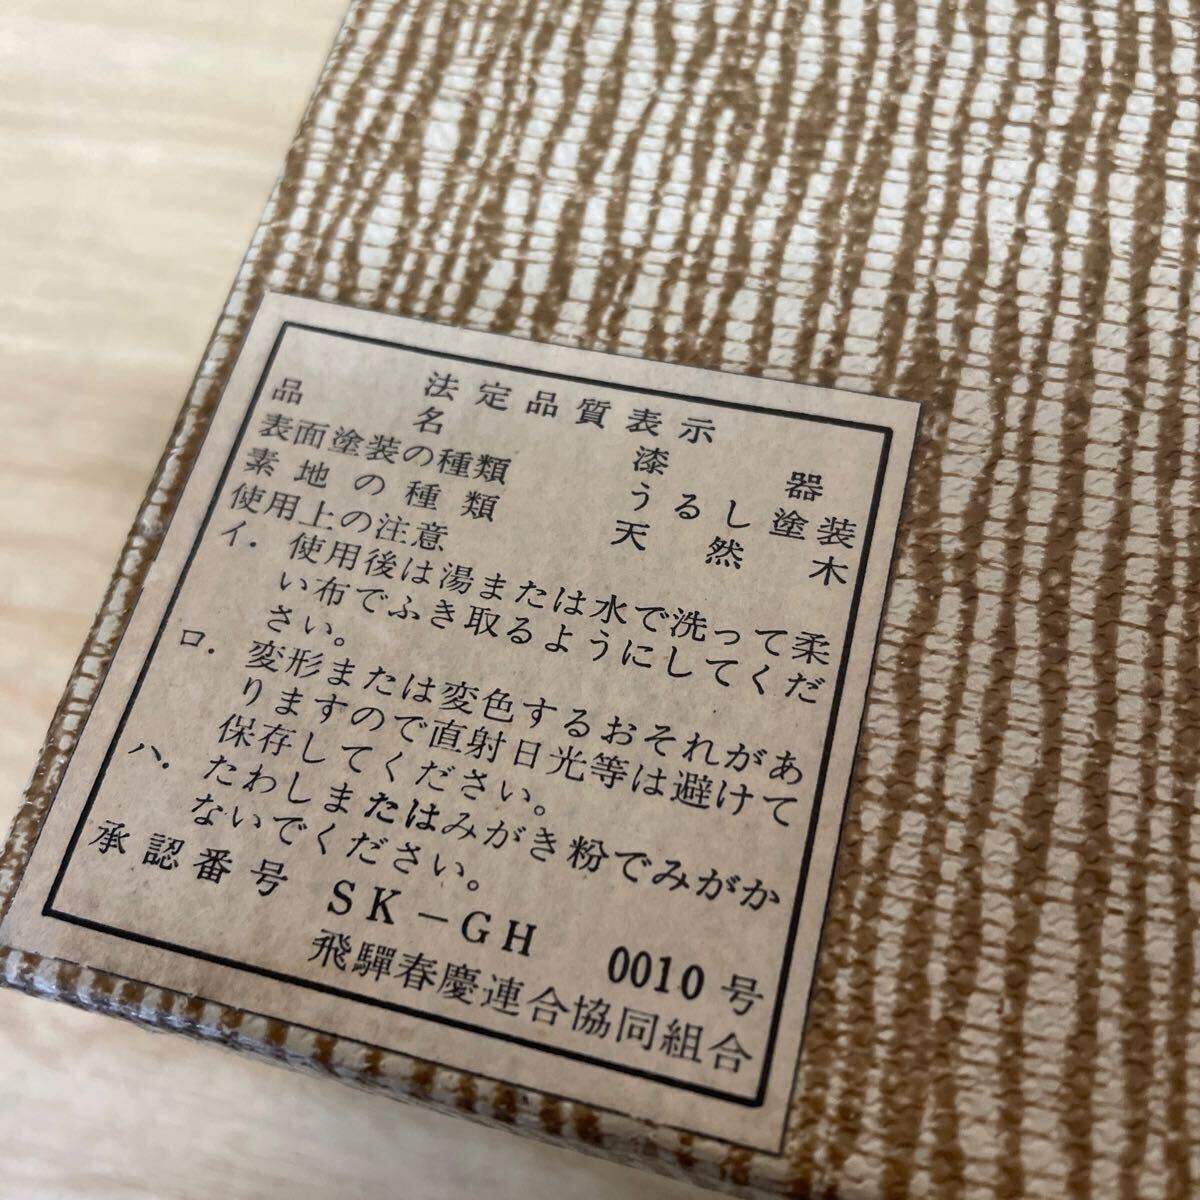 法定品質表示
品名 漆器
表面塗装の種類 うるし塗装
素地の種類 天然木
使用上の注意
イ. 使用後は湯または水で洗って柔
い布でふき取るようにしてくだ
さい。
ロ. 変形または変色するおそれがあ
りますので直射日光等は避けて
保存してください。
ハ. たわしまたはみがき粉でみがか
ないでください。
承認番号 SK-GH 0010号
飛驒春慶連合協同組合